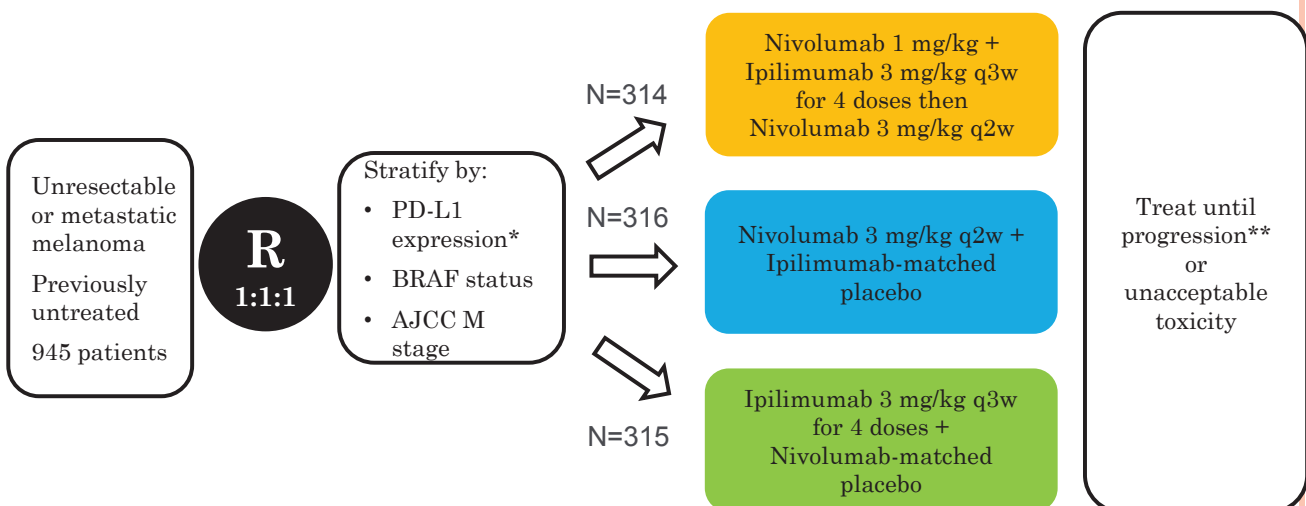 Unresectable
or metastatic
melanoma
Previously
untreated
945 patients
R
1:1:1
Stratify by:
• PD-L1
expression*
• BRAF status
• AJCC M
stage
N=314
N=316
N=315
Nivolumab 1 mg/kg +
Ipilimumab 3 mg/kg q3w
for 4 doses then
Nivolumab 3 mg/kg q2w
Nivolumab 3 mg/kg q2w +
Ipilimumab-matched
placebo
Ipilimumab 3 mg/kg q3w
for 4 doses +
Nivolumab-matched
placebo
Treat until
progression**
or
unacceptable
toxicity